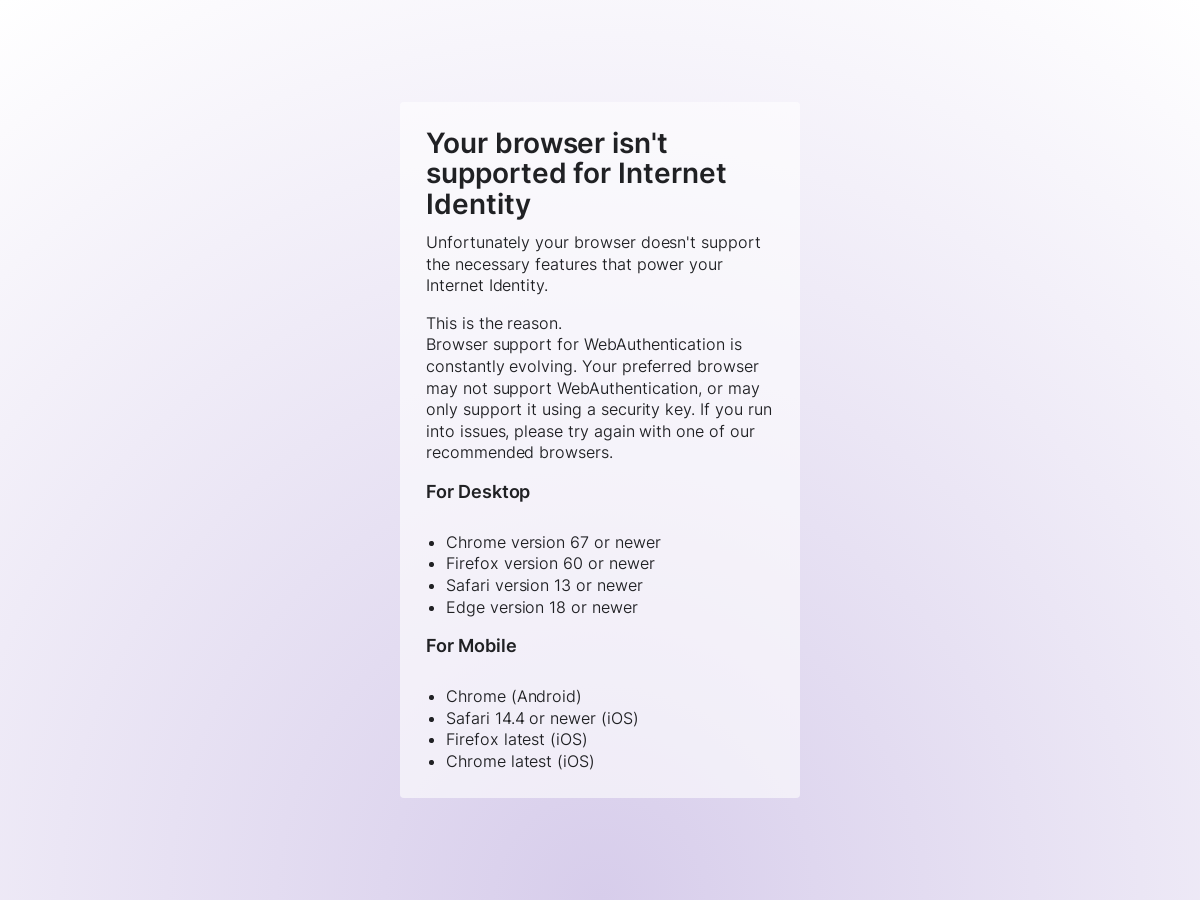 Your browser isn't
supported for Internet
Identity
Unfortunately your browser doesn't support
the necessary features that power your
Internet Identity.
This is the reason.
Browser support for WebAuthentication is
constantly evolving. Your preferred browser
may not support WebAuthentication, or may
only support it using a security key. If you run
into issues, please try again with one of our
recommended browsers.
For Desktop
• Chrome version 67 or newer
• Firefox version 60 or newer
• Safari version 13 or newer
• Edge version 18 or newer
For Mobile
• Chrome (Android)
• Safari 14.4 or newer (iOS)
• Firefox latest (iOS)
• Chrome latest (iOS)